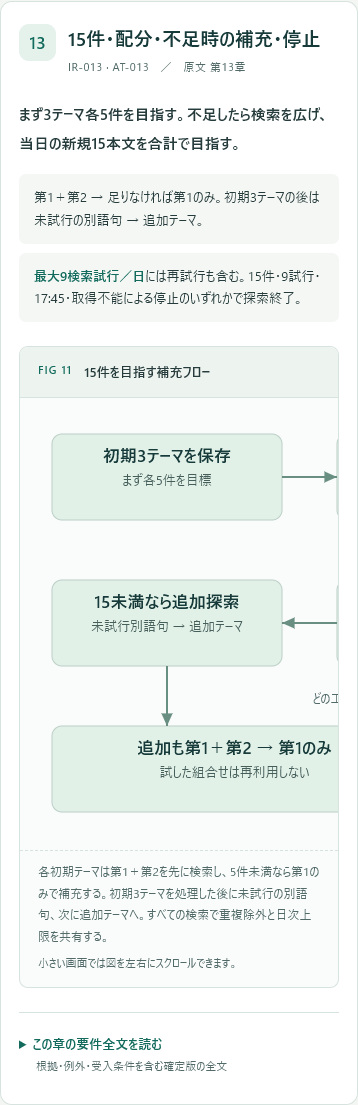 13
15件・配分・不足時の補充・停止
IR-013・AT-013 ／ 原文 第13章
まず3テーマ各5件を目指す。不足したら検索を広げ、
当日の新規15本文を合計で目指す。
第1＋第2 → 足りなければ第1のみ。初期3テーマの後は
未試行の別語句 → 追加テーマ。
最大9検索試行／日には再試行も含む。15件・9試行・
17:45・取得不能による停止のいずれかで探索終了。
FIG 11 15件を目指す補充フロー
初期3テーマを保存
まず各5件を目標
15未満なら追加探索
未試行別語句 → 追加テーマ
どのエ
追加も第1＋第2 → 第1のみ
試した組合せは再利用しない
各初期テーマは第1＋第2を先に検索し、5件未満なら第1の
みで補充する。初期3テーマを処理した後に未試行の別語
句、次に追加テーマへ。すべての検索で重複除外と日次上
限を共有する。
小さい画面では図を左右にスクロールできます。
▶ この章の要件全文を読む
根拠・例外・受入条件を含む確定版の全文